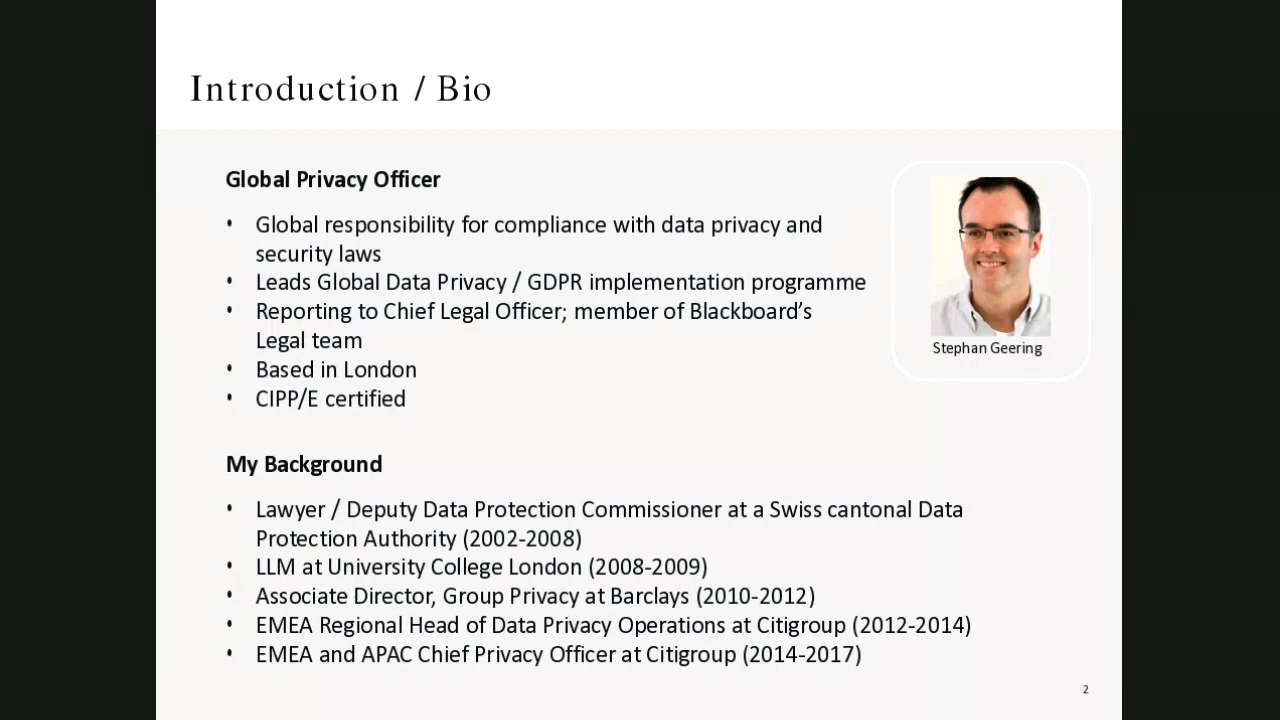 Introduction / Bio
Global Privacy Officer
• Global responsibility for compliance with data privacy and
security laws
• Leads Global Data Privacy / GDPR implementation programme
• Reporting to Chief Legal Officer; member of Blackboard's
Legal team
• Based in London
• CIPP/E certified
Stephan Geering
My Background
• Lawyer / Deputy Data Protection Commissioner at a Swiss cantonal Data
Protection Authority (2002-2008)
• LLM at University College London (2008-2009)
• Associate Director, Group Privacy at Barclays (2010-2012)
• EMEA Regional Head of Data Privacy Operations at Citigroup (2012-2014)
• EMEA and APAC Chief Privacy Officer at Citigroup (2014-2017)
2